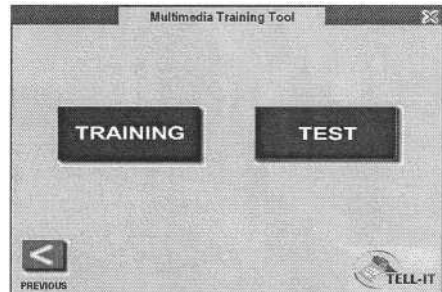 Multimedia Training Tool
TRAINING
TEST
<
PREVIOUS
TELL-IT